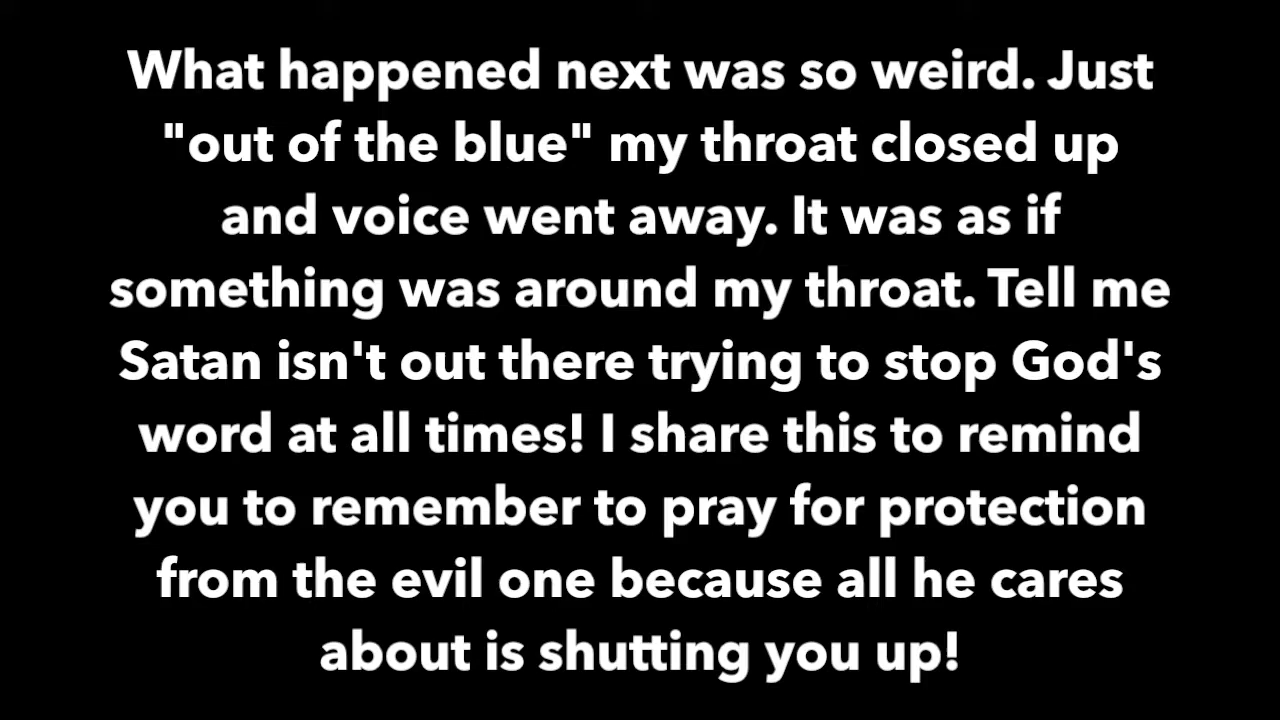 What happened next was so weird. Just
"out of the blue" my throat closed up
and voice went away. It was as if
something was around my throat. Tell me
Satan isn't out there trying to stop God's
word at all times! I share this to remind
you to remember to pray for protection
from the evil one because all he cares
about is shutting you up!